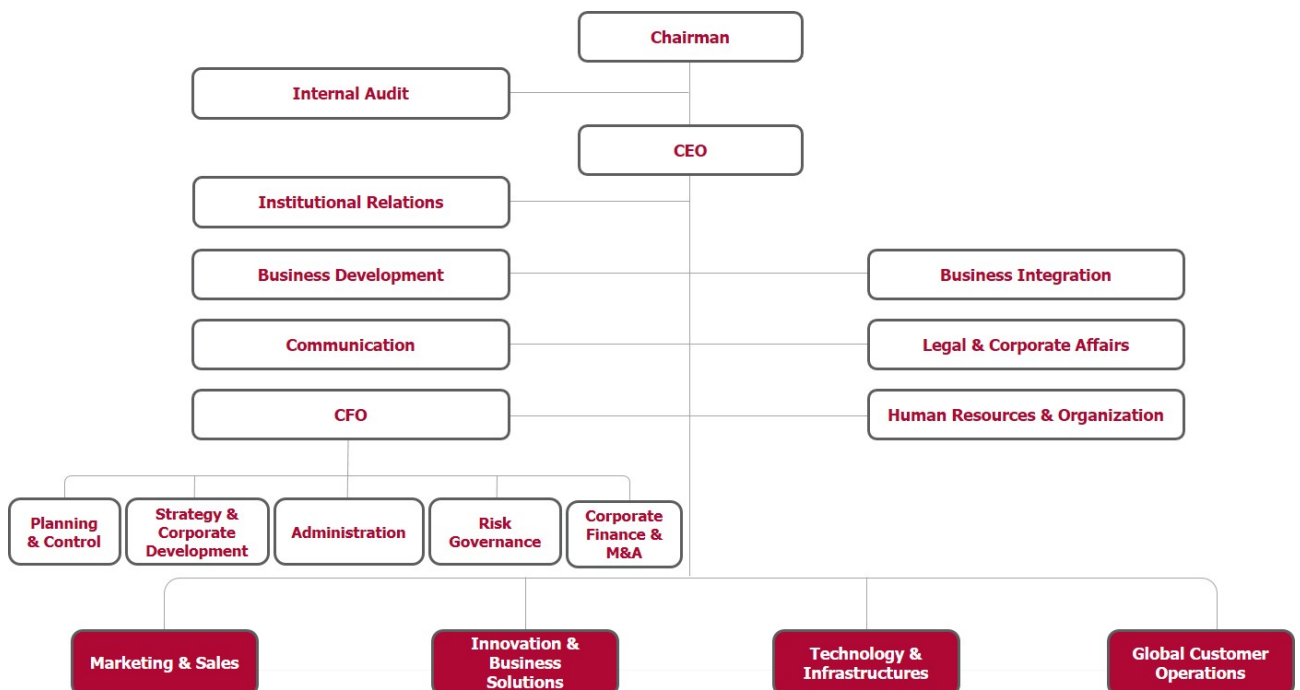 Chairman
Internal Audit
CEO
Institutional Relations
Business Development
Business Integration
Communication
Legal & Corporate Affairs
CFO
Human Resources & Organization
Planning
& Control
Strategy &
Corporate
Development
Administration
Risk
Governance
Corporate
Finance &
M&A
Marketing & Sales
Innovation &
Business
Solutions
Technology &
Infrastructures
Global Customer
Operations